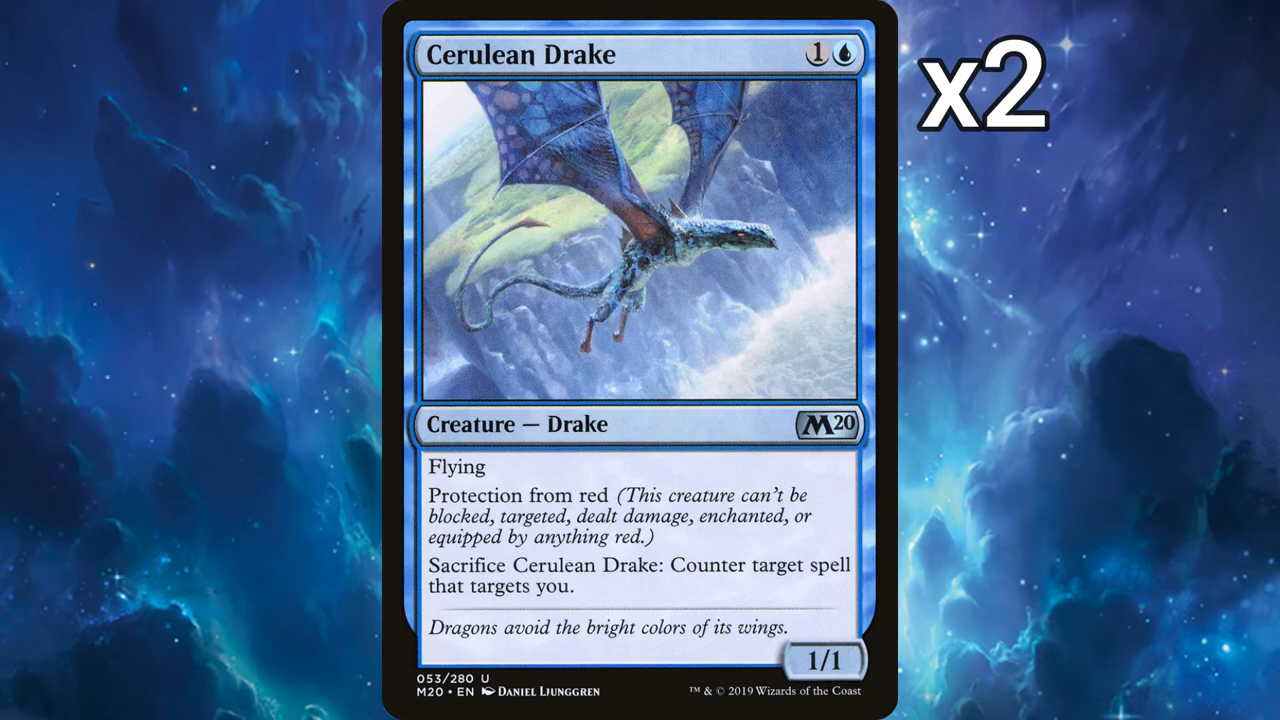 Cerulean Drake
1
x2
Creature — Drake
M20
Flying
Protection from red (This creature can't be
blocked, targeted, dealt damage, enchanted, or
equipped by anything red.)
Sacrifice Cerulean Drake: Counter target spell
that targets you.
Dragons avoid the bright colors of its wings.
1/1
053/280 U
M20 • EN Daniel Ljunggren
™ & © 2019 Wizards of the Coast